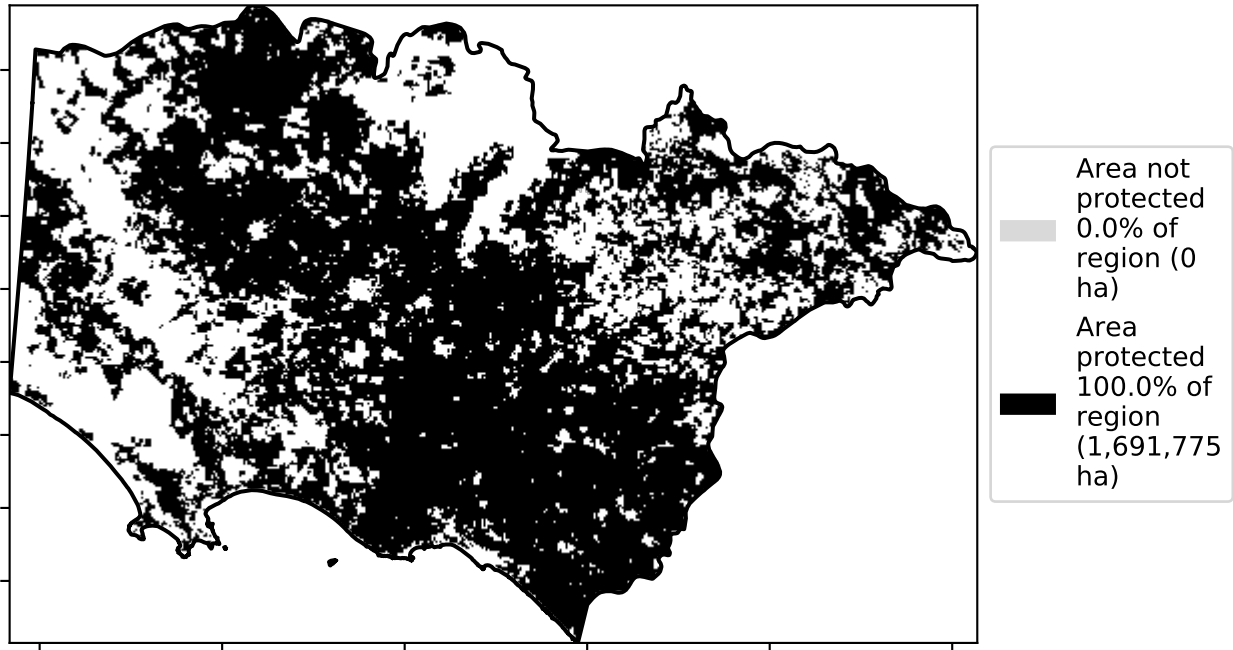 Area not
protected
0.0% of
region (0
ha)
Area
protected
100.0% of
region
(1,691,775
ha)